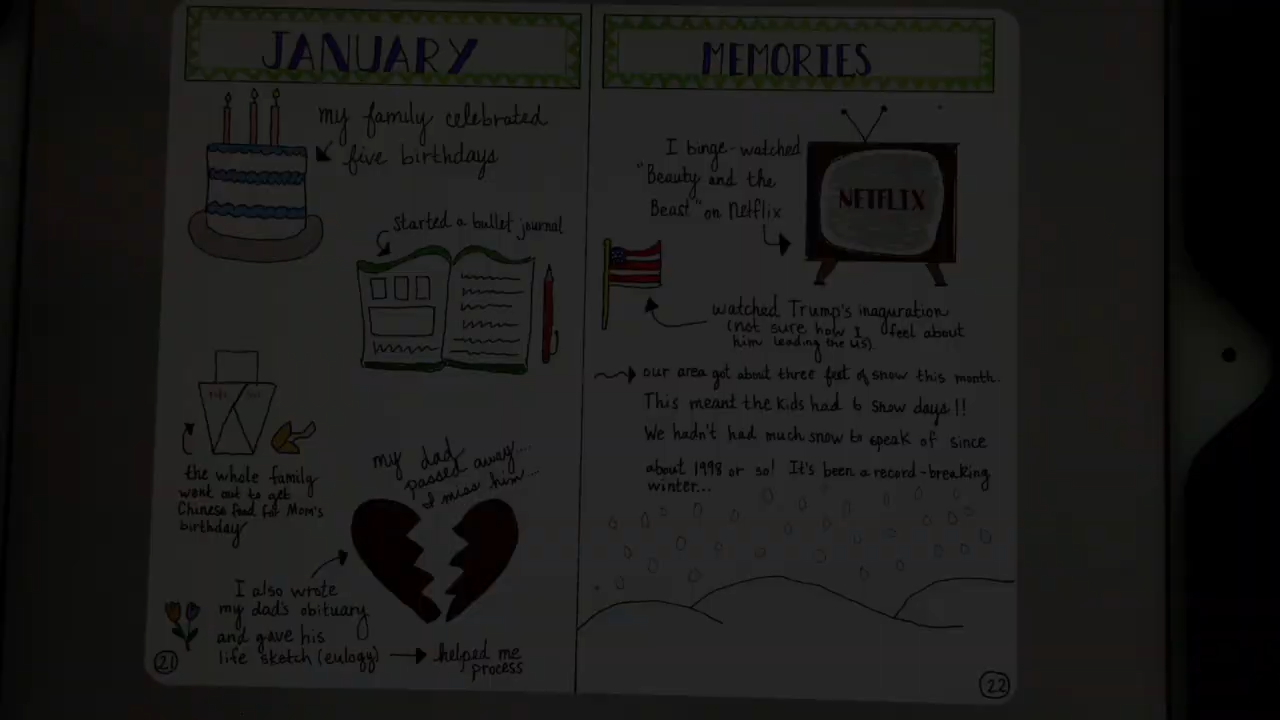 JANUARY
my family celebrated
five birthdays
started a bullet journal
the whole family
went out to get
Chinese food for Mom's
birthday
my dad
passed away...
I miss him...
I also wrote
my dad's obituary
and gave his
life sketch (eulogy)
helped me
process
21
MEMORIES
I binge-watched
"Beauty and the
Beast" on Netflix
NETFLIX
watched Trump's inaguration
(not sure how I feel about
him leading the US).
our area got about three feet of snow this month.
This meant the kids had 6 snow days!!
We hadn't had much snow to speak of since
about 1998 or so! It's been a record-breaking
winter...
22